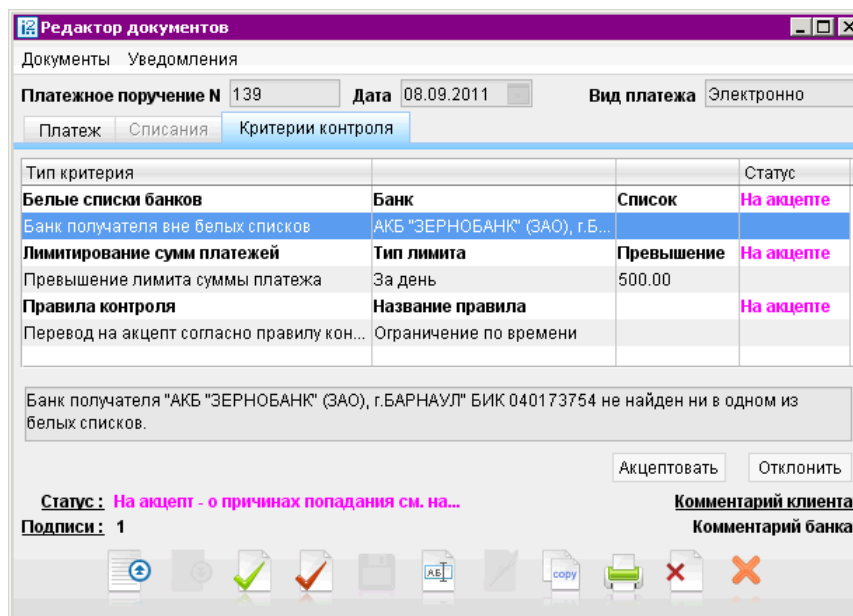 Редактор документов
Документы Уведомления
Платежное поручение N 139 Дата 08.09.2011 Вид платежа Электронно
Платеж Списания Критерии контроля
Тип критерия Статус
Белые списки банков Банк Список На акцепте
Банк получателя вне белых списков АКБ "ЗЕРНОБАНК" (ЗАО), г.Б...
Лимитирование сумм платежей Тип лимита Превышение На акцепте
Превышение лимита суммы платежа За день 500.00
Правила контроля Название правила На акцепте
Перевод на акцепт согласно правилу кон... Ограничение по времени
Банк получателя "АКБ "ЗЕРНОБАНК" (ЗАО), г.БАРНАУЛ" БИК 040173754 не найден ни в одном из
белых списков.
Акцептовать Отклонить
Статус: На акцепт - о причинах попадания см. на... Комментарий клиента
Подписи: 1 Комментарий банка
АБ copy